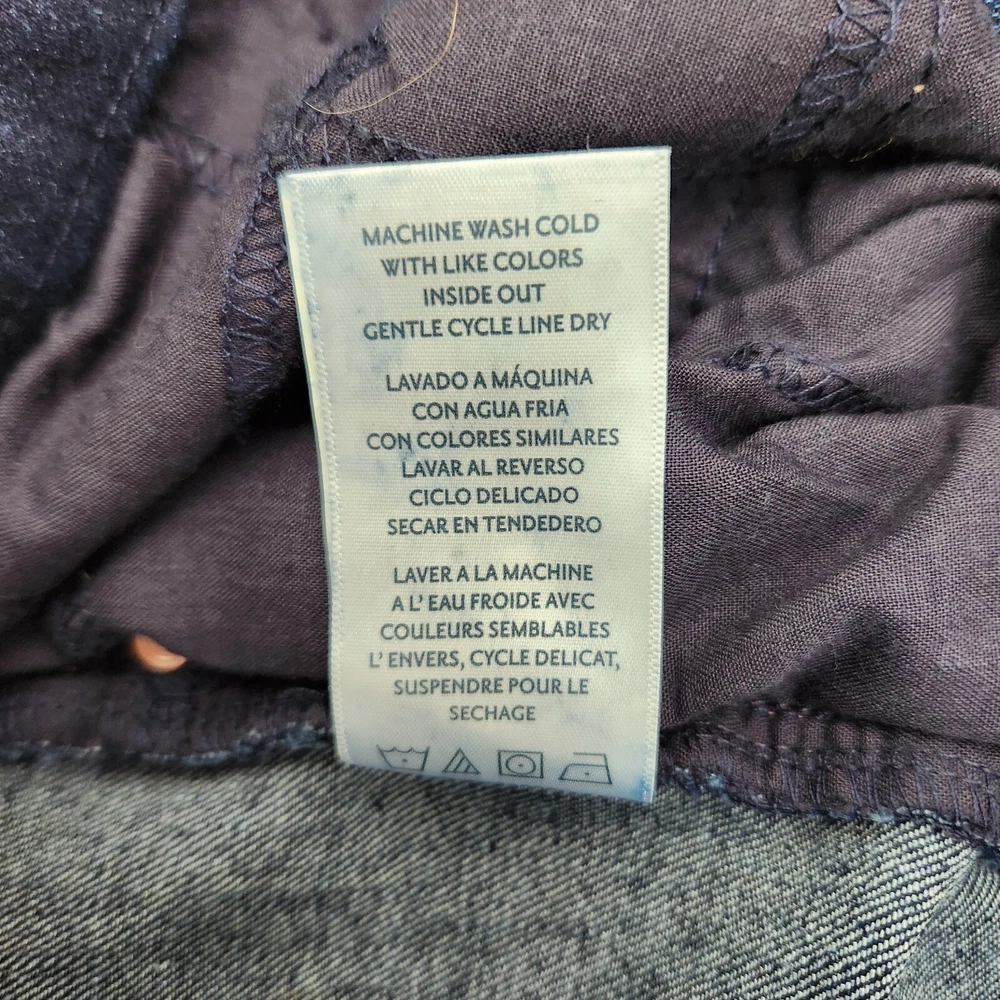 MACHINE WASH COLD
WITH LIKE COLORS
INSIDE OUT
GENTLE CYCLE LINE DRY
LAVADO A MÁQUINA
CON AGUA FRIA
CON COLORES SIMILARES
LAVAR AL REVERSO
CICLO DELICADO
SECAR EN TENDEDERO
LAVER A LA MACHINE
A L' EAU FROIDE AVEC
COULEURS SEMBLABLES
L' ENVERS, CYCLE DELICAT,
SUSPENDRE POUR LE
SECHAGE